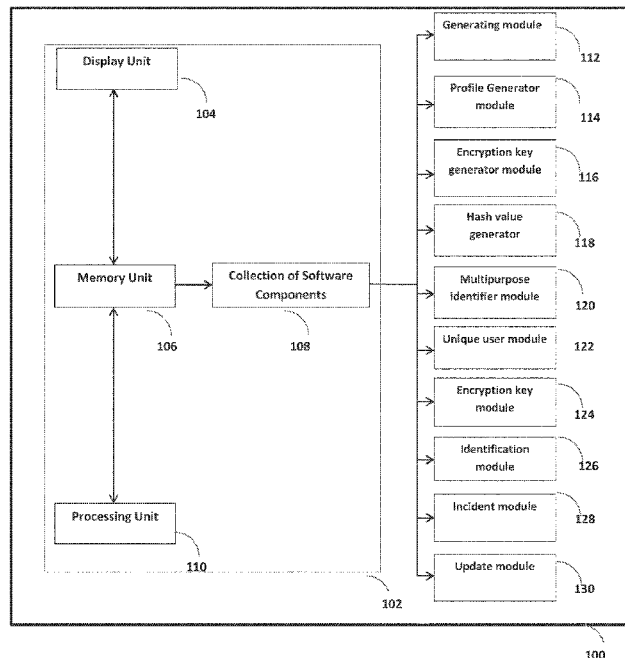 Display Unit
104
Memory Unit
106
Collection of Software
Components
108
Processing Unit
110
102
Generating module
112
Profile Generator
module
114
Encryption key
generator module
116
Hash value
generator
118
Multipurpose
identifier module
120
Unique user module
122
Encryption key
module
124
Identification
module
126
Incident module
128
Update module
130
100